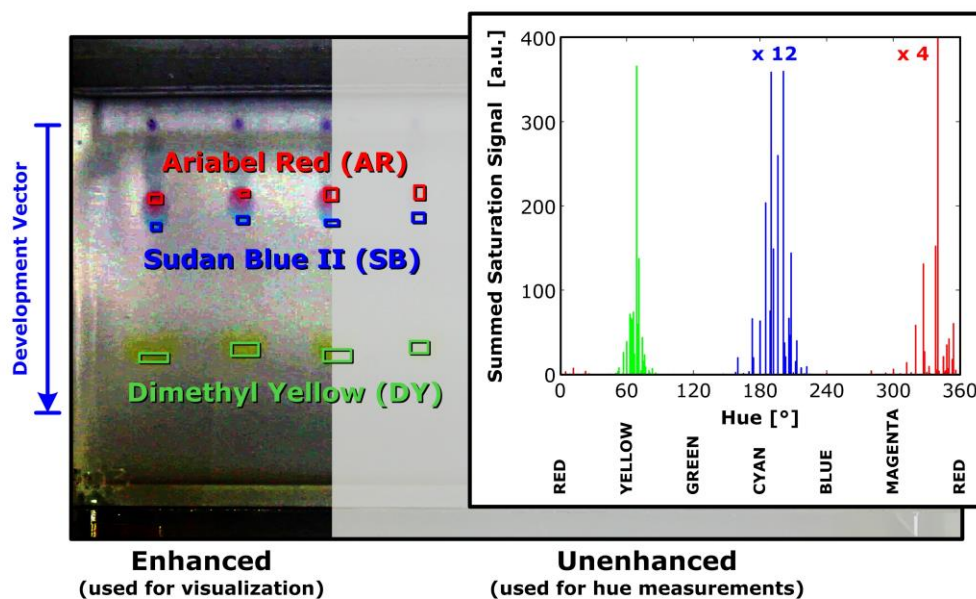 Development Vector
Ariabel Red (AR)
Sudan Blue II (SB)
Dimethyl Yellow (DY)
Enhanced
(used for visualization)
Unenhanced
(used for hue measurements)
Summed Saturation Signal [a.u.]
400
300
200
100
0
x 12
x 4
0 60 120 180 240 300 360
Hue [°]
RED
YELLOW
GREEN
CYAN
BLUE
MAGENTA
RED